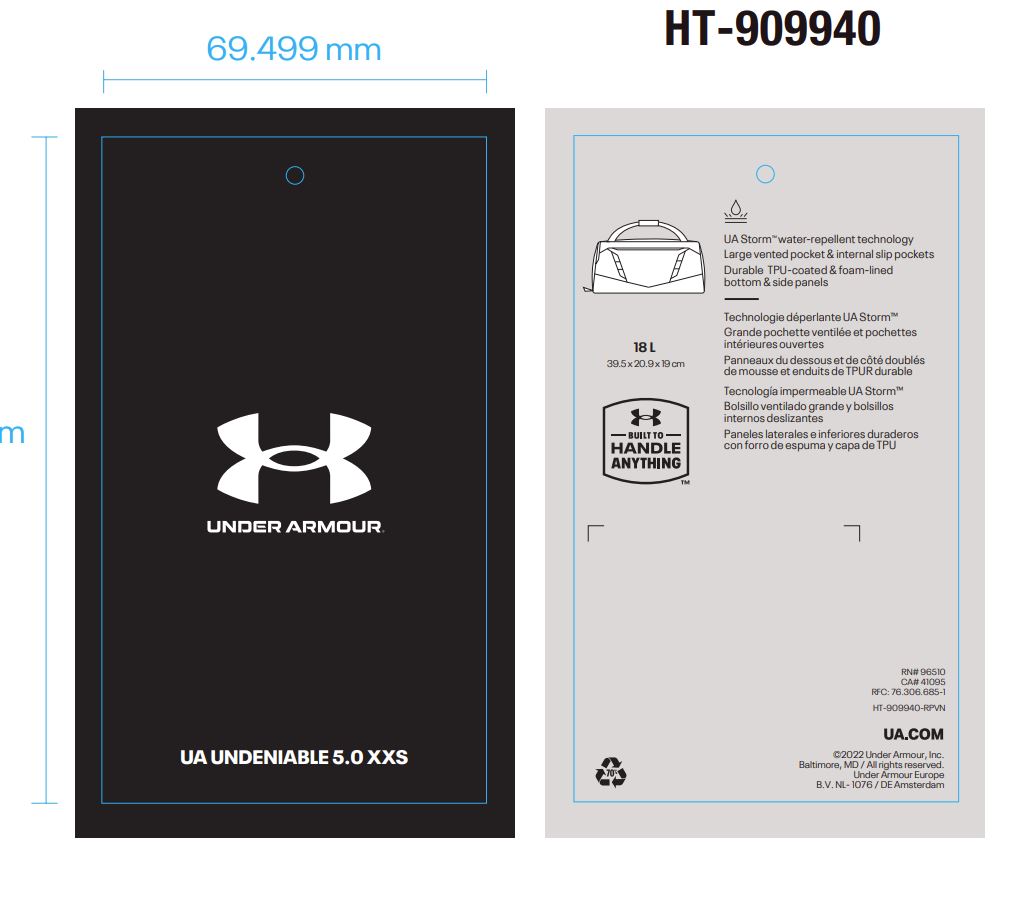 HT-909940
69.499 mm
m
UNDER ARMOUR
UA UNDENIABLE 5.0 XXS
UA Storm™ water-repellent technology
Large vented pocket & internal slip pockets
Durable TPU-coated & foam-lined
bottom & side panels
Technologie déperlante UA Storm™
Grande pochette ventilée et pochettes
intérieures ouvertes
Panneaux du dessous et de côté doublés
de mousse et enduits de TPUR durable
Tecnología impermeable UA Storm™
Bolsillo ventilado grande y bolsillos
internos deslizantes
Paneles laterales e inferiores duraderos
con forro de espuma y capa de TPU
18 L
39.5 x 20.9 x 19 cm
BUILT TO
HANDLE
ANYTHING
™
RN# 96510
CA# 41095
RFC: 76.306.685-1
HT-909940-RPVN
UA.COM
©2022 Under Armour, Inc.
Baltimore, MD / All rights reserved.
Under Armour Europe
B.V. NL- 1076 / DE Amsterdam
70%